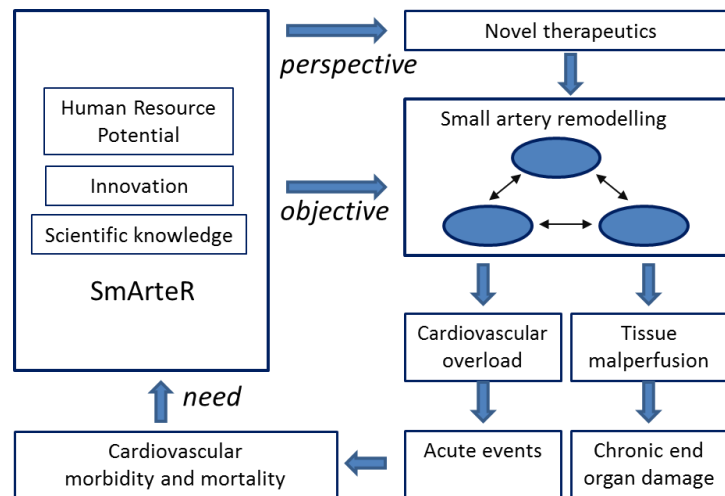 Novel therapeutics
perspective
Human Resource
Potential
Innovation
Scientific knowledge
SmArteR
objective
Small artery remodelling
Cardiovascular
overload
Tissue
malperfusion
need
Cardiovascular
morbidity and mortality
Acute events
Chronic end
organ damage